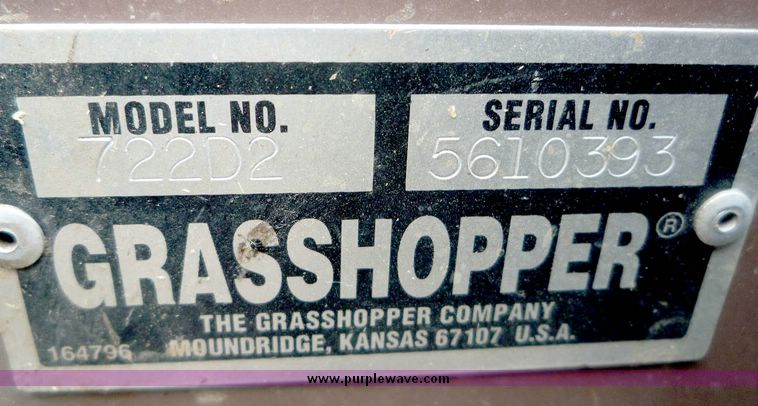 MODEL NO. SERIAL NO.
722D2 5610393
GRASSHOPPER®
THE GRASSHOPPER COMPANY
164796 MOUNDRIDGE, KANSAS 67107 U.S.A.
www.purplewave.com